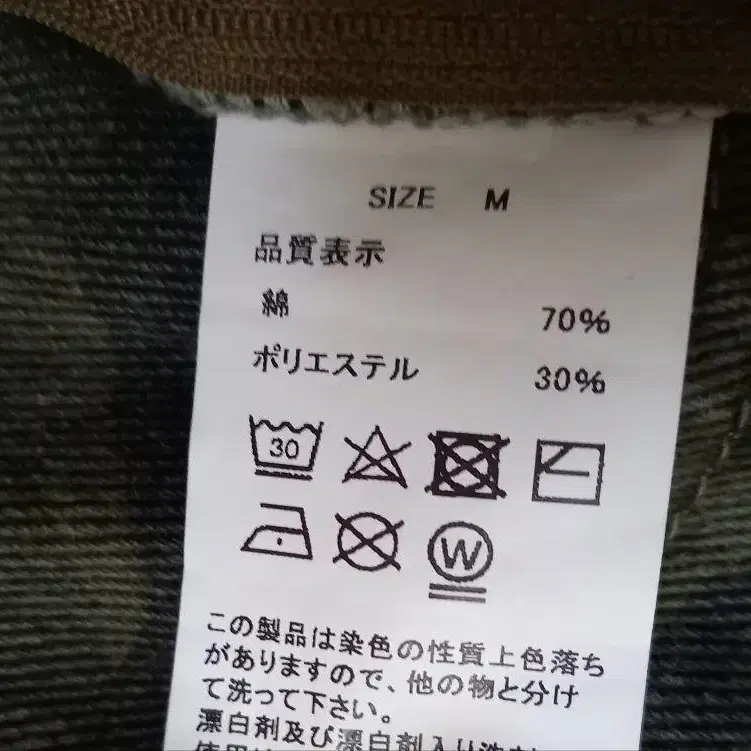 SIZE M
品質表示
綿 70%
ポリエステル 30%
30
W
この製品は染色の性質上色落ち
がありますので、他の物と分け
て洗って下さい。
漂白剤及び漂白剤入り洗